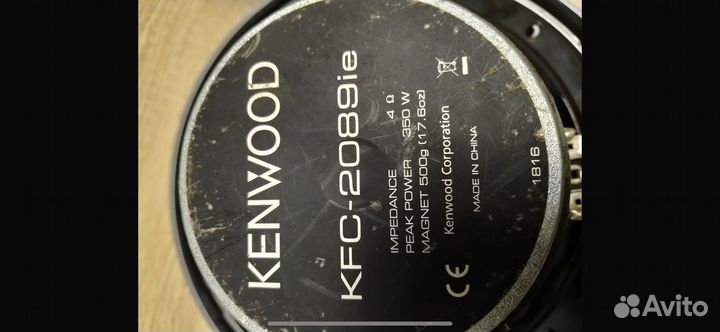 KENWOOD
KFC-2089ie
IMPEDANCE 4 Ω
PEAK POWER 350 W
MAGNET 500g (17.6oz)
Kenwood Corporation
MADE IN CHINA
1816
CE
Avito